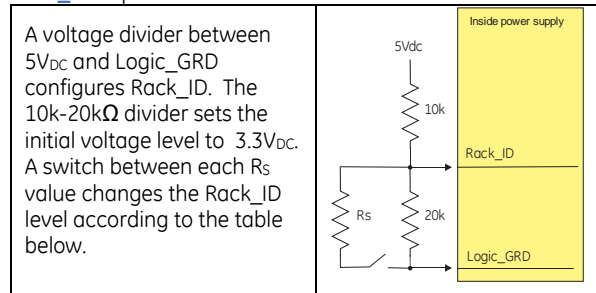 A voltage divider between
5VDC and Logic_GRD
configures Rack_ID. The
10k-20kΩ divider sets the
initial voltage level to 3.3VDC.
A switch between each Rs
value changes the Rack_ID
level according to the table
below.
Inside power supply
5Vdc
10k
Rack_ID
Rs
20k
Logic_GRD